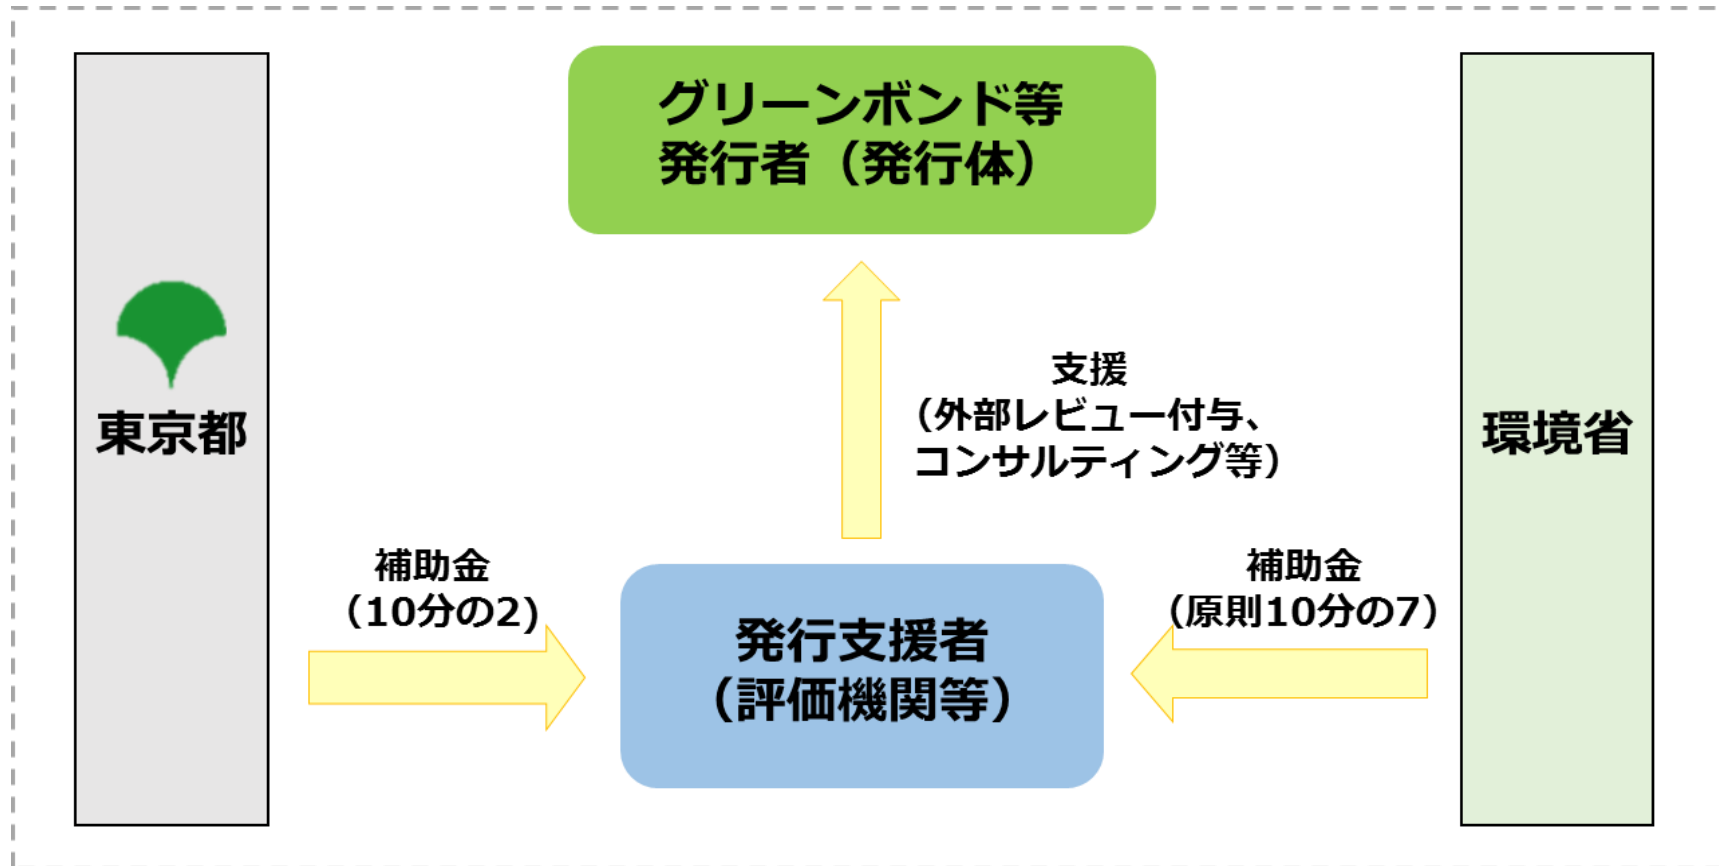 グリーンボンド等
発行者（発行体）
東京都
支援
（外部レビュー付与、
コンサルティング等）
環境省
補助金
（10分の2)
発行支援者
（評価機関等）
補助金
（原則10分の7）